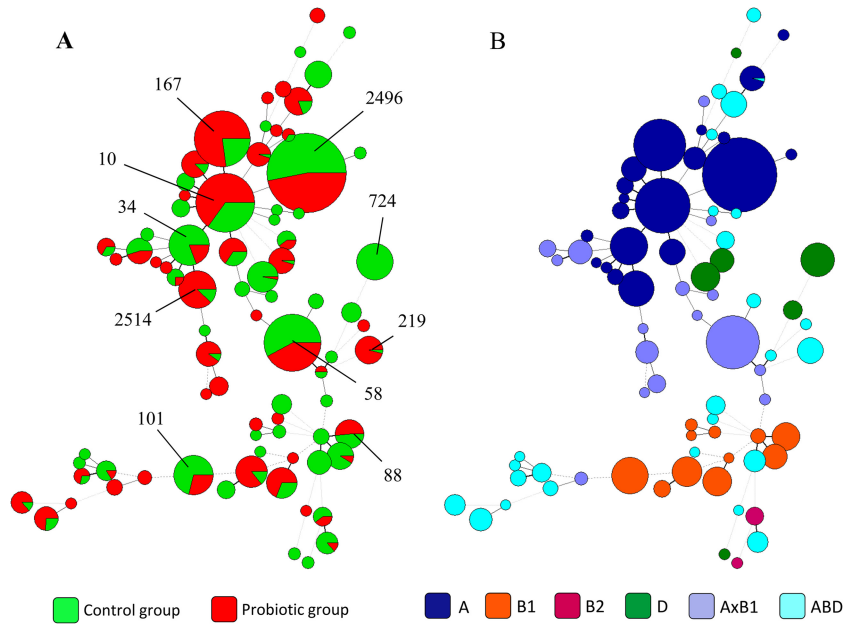 A
B
167
2496
10
724
34
2514
219
58
101
88
Control group
Probiotic group
A
B1
B2
D
AxB1
ABD